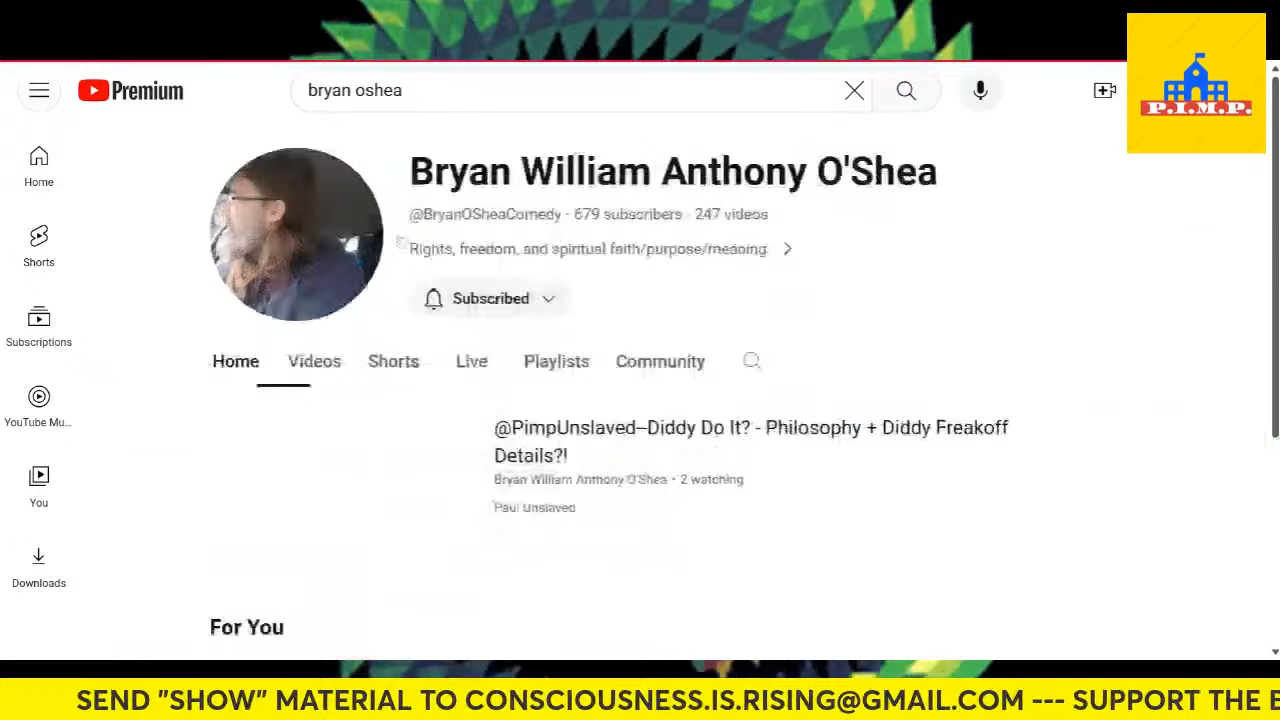 Premium
bryan oshea
P.I.M.P.
Home
Shorts
Subscriptions
YouTube Mu...
You
Downloads
Bryan William Anthony O'Shea
@BryanOSheaComedy · 679 subscribers · 247 videos
Rights, freedom, and spiritual faith/purpose/meaning
Subscribed
Home Videos Shorts Live Playlists Community
@PimpUnslaved--Diddy Do It? - Philosophy + Diddy Freakoff
Details?!
Bryan William Anthony O'Shea · 2 watching
Paul Unslaved
For You
SEND "SHOW" MATERIAL TO CONSCIOUSNESS.IS.RISING@GMAIL.COM --- SUPPORT THE